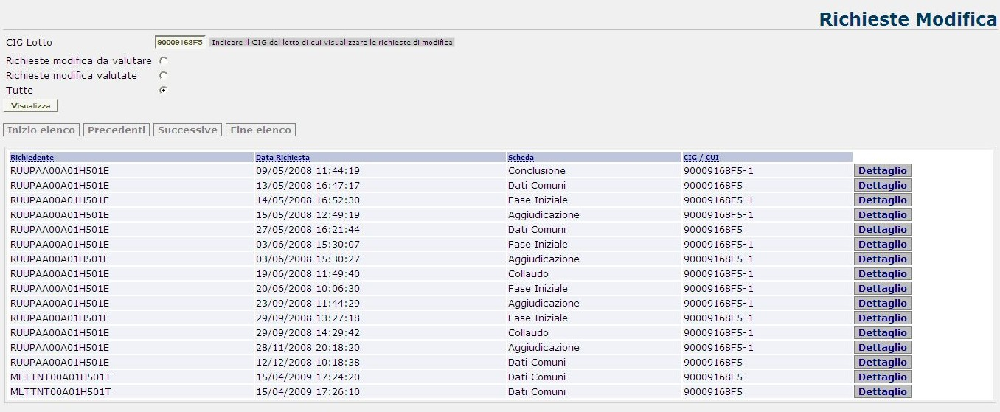 Richieste Modifica
CIG Lotto 90009168F5 Indicare il CIG del lotto di cui visualizzare le richieste di modifica
Richieste modifica da valutare
Richieste modifica valutate
Tutte
Visualizza
Inizio elenco Precedenti Successive Fine elenco
Richiedente Data Richiesta Scheda CIG / CUI
RUUPAA00A01H501E 09/05/2008 11:44:19 Conclusione 90009168F5-1 Dettaglio
RUUPAA00A01H501E 13/05/2008 16:47:17 Dati Comuni 90009168F5 Dettaglio
RUUPAA00A01H501E 14/05/2008 16:52:30 Fase Iniziale 90009168F5-1 Dettaglio
RUUPAA00A01H501E 15/05/2008 12:49:19 Aggiudicazione 90009168F5-1 Dettaglio
RUUPAA00A01H501E 27/05/2008 16:21:44 Dati Comuni 90009168F5 Dettaglio
RUUPAA00A01H501E 03/06/2008 15:30:07 Fase Iniziale 90009168F5-1 Dettaglio
RUUPAA00A01H501E 03/06/2008 15:30:27 Aggiudicazione 90009168F5-1 Dettaglio
RUUPAA00A01H501E 19/06/2008 11:49:40 Collaudo 90009168F5-1 Dettaglio
RUUPAA00A01H501E 20/06/2008 10:06:30 Fase Iniziale 90009168F5-1 Dettaglio
RUUPAA00A01H501E 23/09/2008 11:44:29 Aggiudicazione 90009168F5-1 Dettaglio
RUUPAA00A01H501E 29/09/2008 13:27:18 Fase Iniziale 90009168F5-1 Dettaglio
RUUPAA00A01H501E 29/09/2008 14:29:42 Collaudo 90009168F5-1 Dettaglio
RUUPAA00A01H501E 28/11/2008 20:18:20 Aggiudicazione 90009168F5-1 Dettaglio
RUUPAA00A01H501E 12/12/2008 10:18:38 Dati Comuni 90009168F5 Dettaglio
MLTTNT00A01H501T 15/04/2009 17:24:20 Dati Comuni 90009168F5 Dettaglio
MLTTNT00A01H501T 15/04/2009 17:26:10 Dati Comuni 90009168F5 Dettaglio